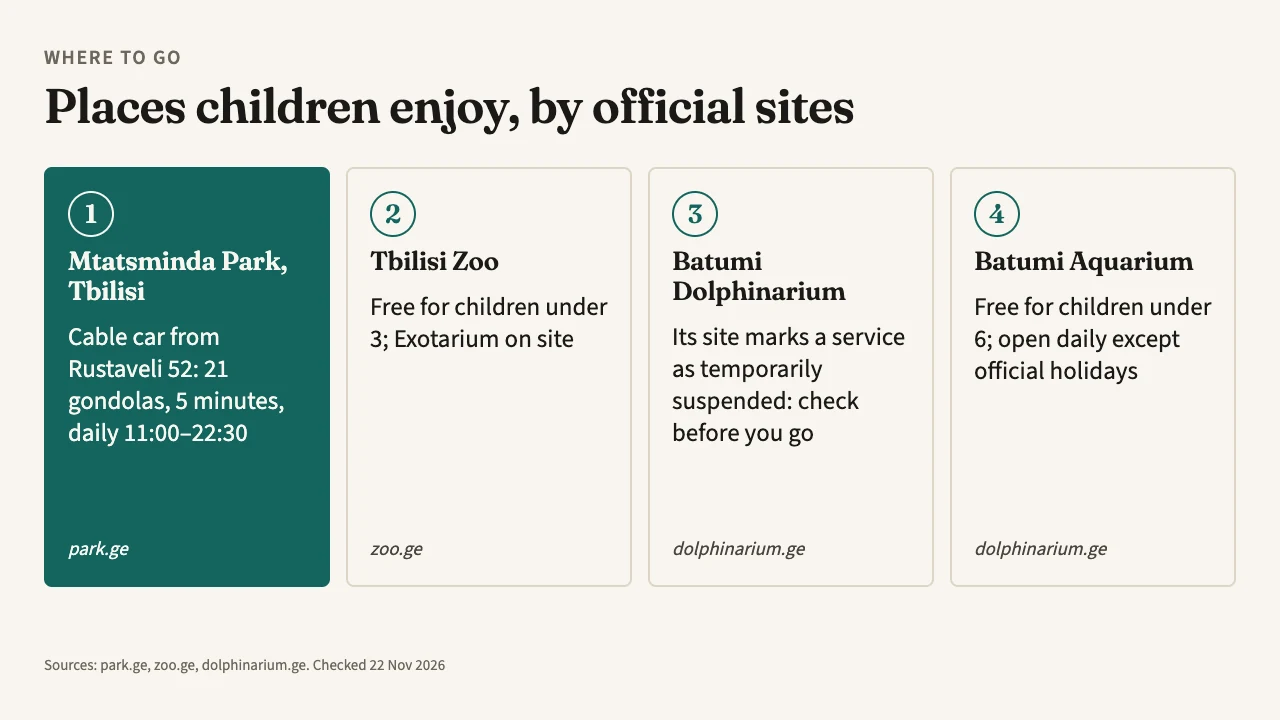 WHERE TO GO
Places children enjoy, by official sites
1
Mtatsminda Park,
Tbilisi
Cable car from
Rustaveli 52: 21
gondolas, 5 minutes,
daily 11:00–22:30
park.ge
2
Tbilisi Zoo
Free for children under
3; Exotarium on site
zoo.ge
3
Batumi
Dolphinarium
Its site marks a service
as temporarily
suspended: check
before you go
dolphinarium.ge
4
Batumi Aquarium
Free for children under
6; open daily except
official holidays
dolphinarium.ge
Sources: park.ge, zoo.ge, dolphinarium.ge. Checked 22 Nov 2026